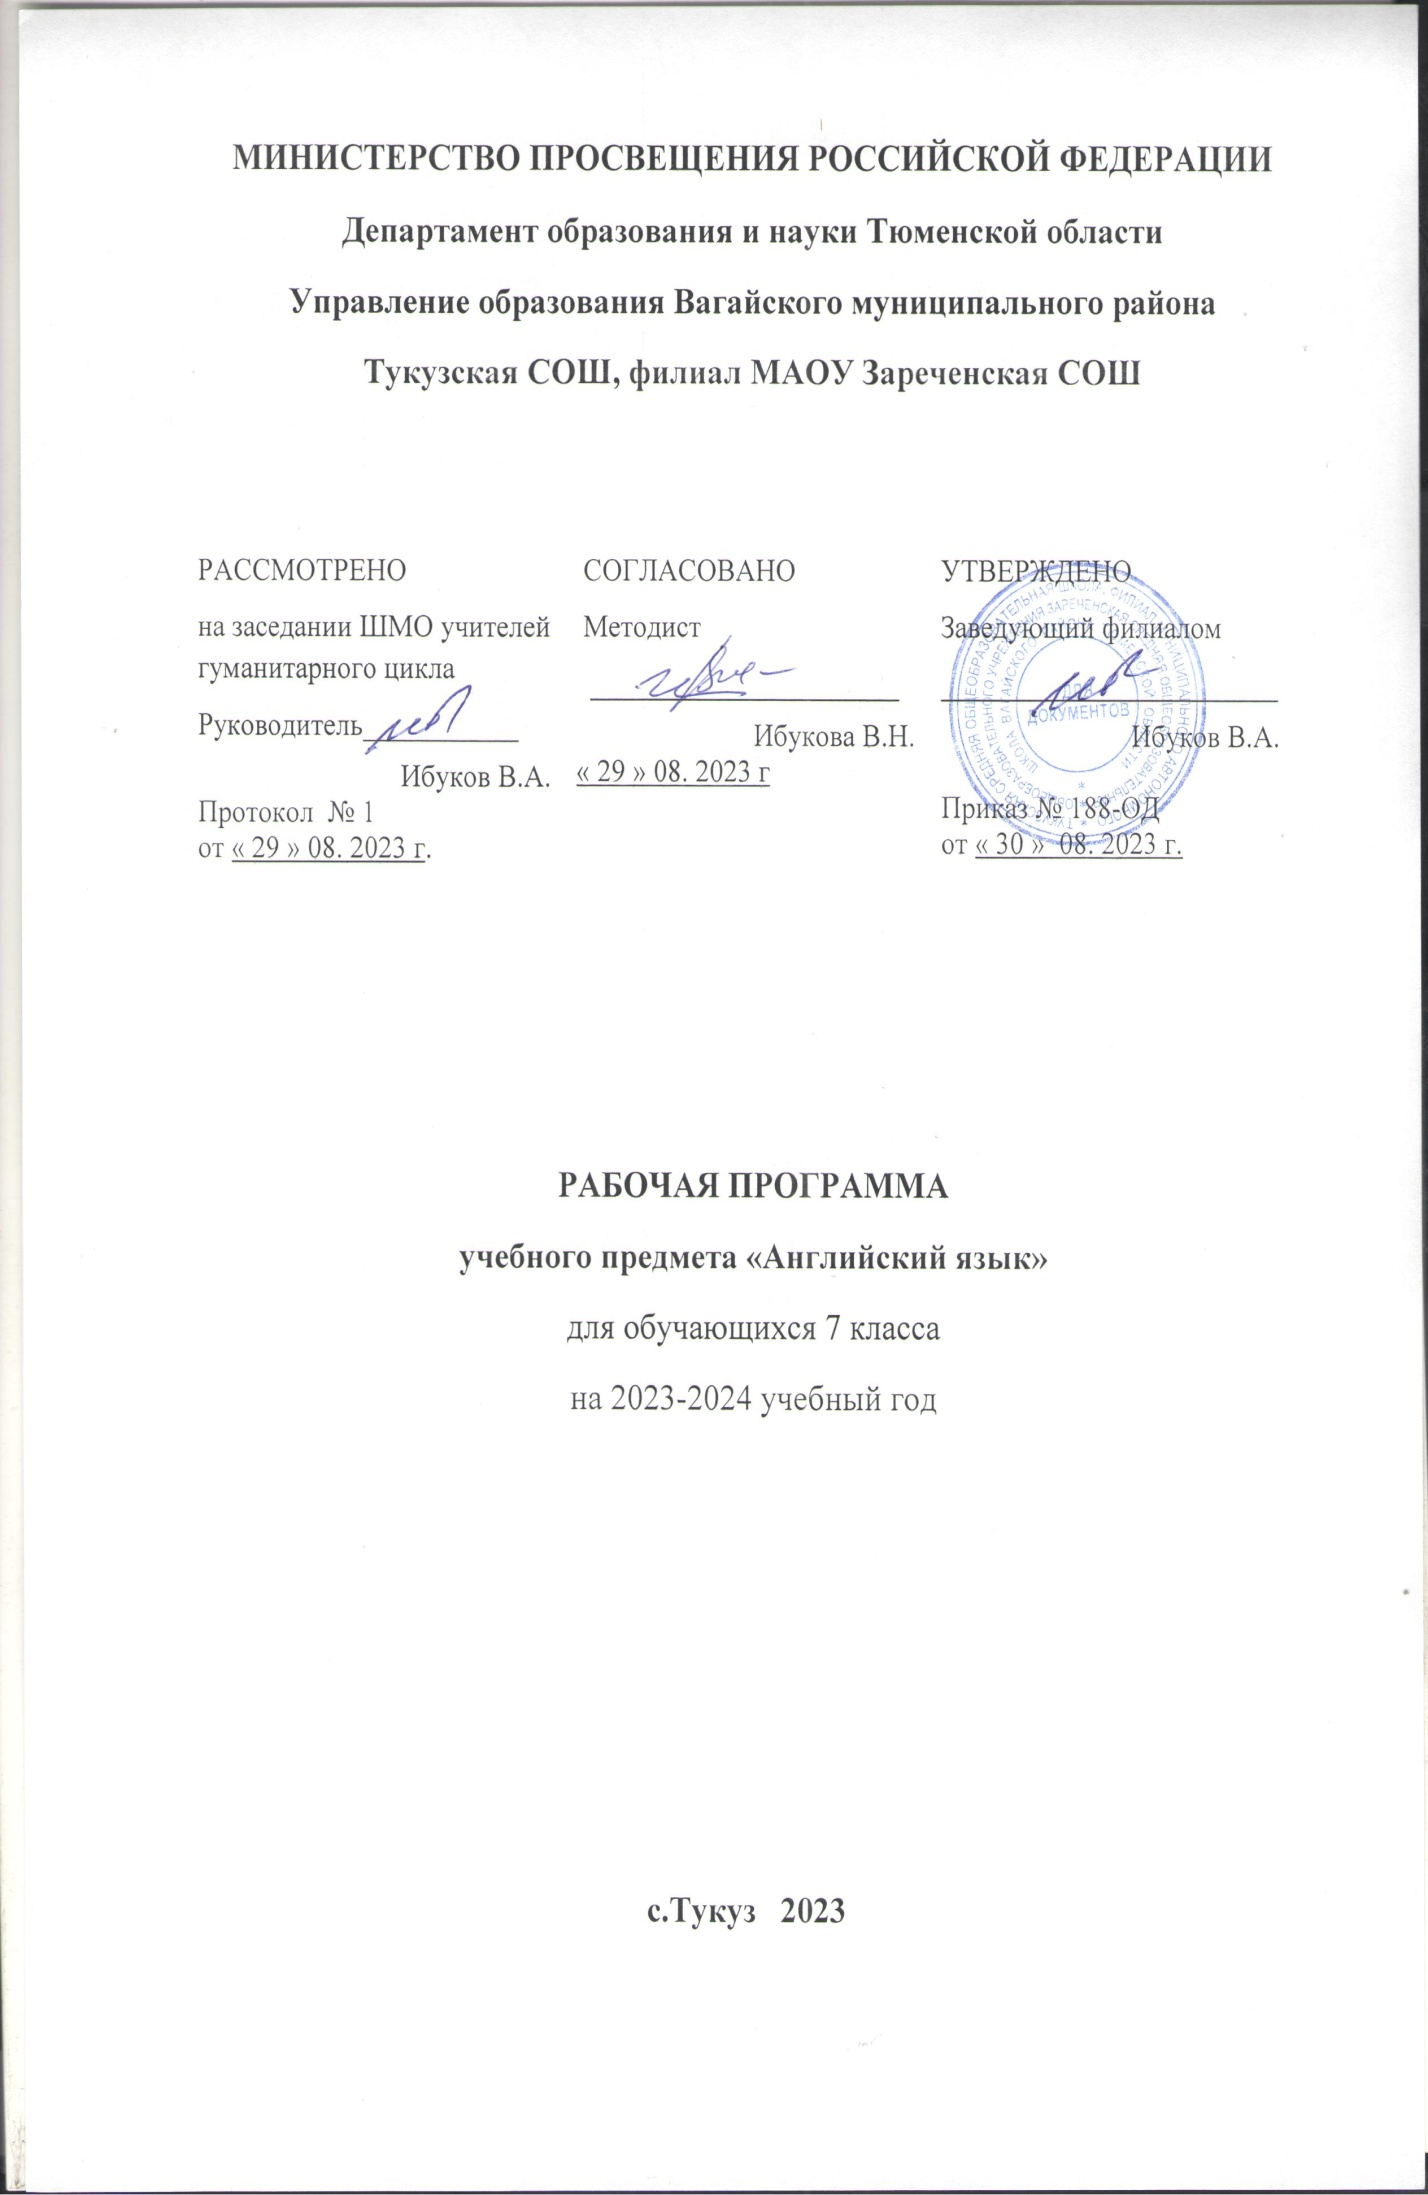 МИНИСТЕРСТВО ПРОСВЕЩЕНИЯ РОССИЙСКОЙ ФЕДЕРАЦИИ
Департамент образования и науки Тюменской области
Управление образования Вагайского муниципального района
Тукузская СОШ, филиал МАОУ Зареченская СОШ
РАССМОТРЕНО
на заседании ШМО учителей
гуманитарного цикла
Руководитель____________
Ибуков В.А.
Протокол № 1
от « 29 » 08. 2023 г.
СОГЛАСОВАНО
Методист
Ибукова В.Н.
« 29 » 08. 2023 г
УТВЕРЖДЕНО
Заведующий филиалом
Ибуков В.А.
Приказ № 188-ОД
от « 30 » 08. 2023 г.
ДЛЯ
ДОКУМЕНТОВ
РАБОЧАЯ ПРОГРАММА
учебного предмета «Английский язык»
для обучающихся 7 класса
на 2023-2024 учебный год
с.Тукуз 2023